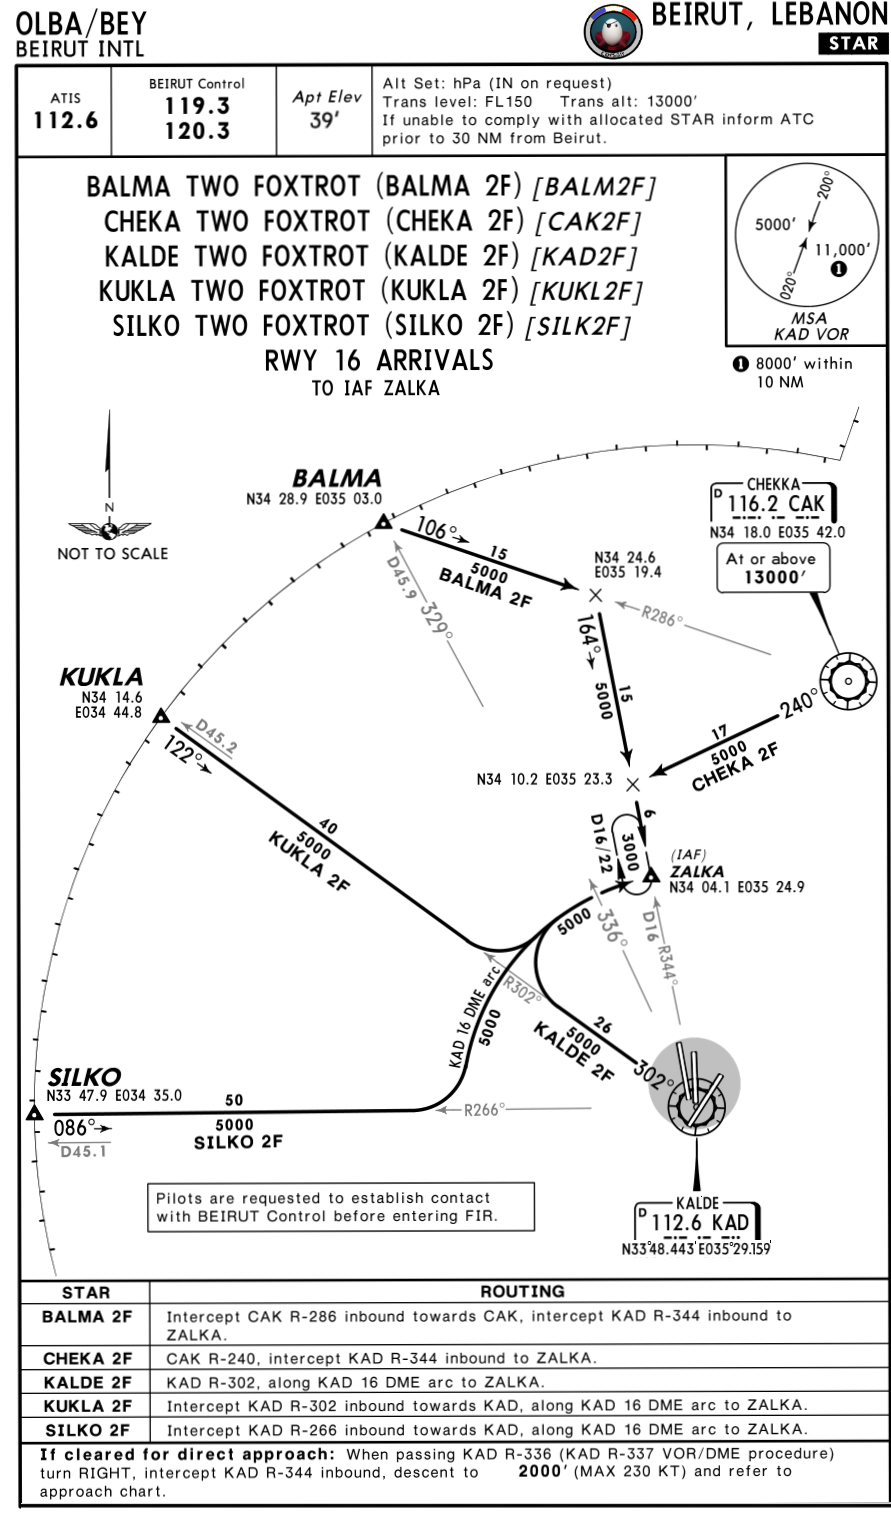 OLBA/BEY
BEIRUT INTL
BEIRUT, LEBANON
STAR
ATIS
112.6
BEIRUT Control
119.3
120.3
Apt Elev
39'
Alt Set: hPa (IN on request)
Trans level: FL150 Trans alt: 13000'
If unable to comply with allocated STAR inform ATC
prior to 30 NM from Beirut.
BALMA TWO FOXTROT (BALMA 2F) [BALM2F]
CHEKA TWO FOXTROT (CHEKA 2F) [CAK2F]
KALDE TWO FOXTROT (KALDE 2F) [KAD2F]
KUKLA TWO FOXTROT (KUKLA 2F) [KUKL2F]
SILKO TWO FOXTROT (SILKO 2F) [SILK2F]
RWY 16 ARRIVALS
TO IAF ZALKA
200°
5000'
11,000'
1
020°
MSA
KAD VOR
1 8000' within
10 NM
N
NOT TO SCALE
BALMA
N34 28.9 E035 03.0
106°
15
5000
BALMA 2F
D45.9
329°
N34 24.6
E035 19.4
R286°
CHEKKA
D 116.2 CAK
N34 18.0 E035 42.0
At or above
13000'
164°
15
5000
240°
17
5000
CHEKA 2F
KUKLA
N34 14.6
E034 44.8
D45.2
122°
40
5000
KUKLA 2F
N34 10.2 E035 23.3
6
D16/22
3000
(IAF)
ZALKA
N34 04.1 E035 24.9
5000
336°
D16 R344°
R302°
KAD 16 DME arc
5000
26
5000
KALDE 2F
302°
SILKO
N33 47.9 E034 35.0
086°
D45.1
50
5000
SILKO 2F
R266°
Pilots are requested to establish contact
with BEIRUT Control before entering FIR.
KALDE
D 112.6 KAD
N33°48.443'E035°29.159'
STAR ROUTING
BALMA 2F Intercept CAK R-286 inbound towards CAK, intercept KAD R-344 inbound to
ZALKA.
CHEKA 2F CAK R-240, intercept KAD R-344 inbound to ZALKA.
KALDE 2F KAD R-302, along KAD 16 DME arc to ZALKA.
KUKLA 2F Intercept KAD R-302 inbound towards KAD, along KAD 16 DME arc to ZALKA.
SILKO 2F Intercept KAD R-266 inbound towards KAD, along KAD 16 DME arc to ZALKA.
If cleared for direct approach: When passing KAD R-336 (KAD R-337 VOR/DME procedure)
turn RIGHT, intercept KAD R-344 inbound, descent to 2000' (MAX 230 KT) and refer to
approach chart.